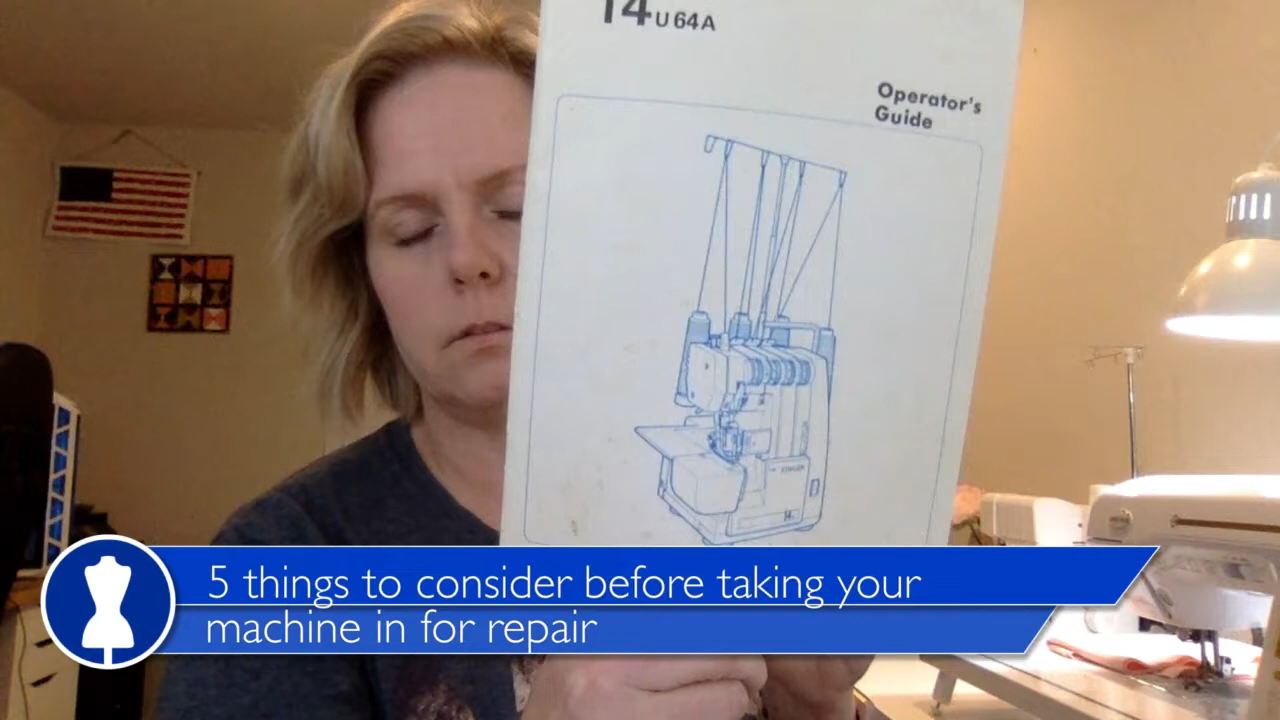 14U64A
Operator's
Guide
5 things to consider before taking your
machine in for repair